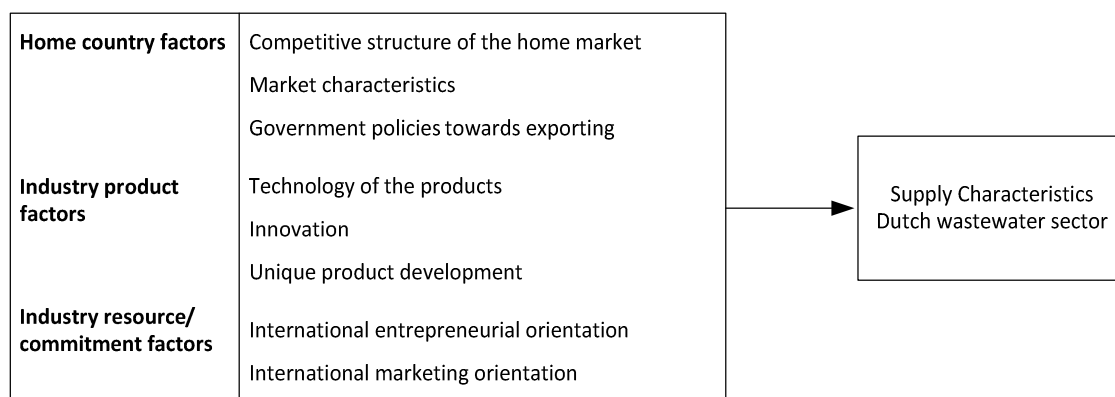 Home country factors
Competitive structure of the home market
Market characteristics
Government policies towards exporting
Industry product
factors
Technology of the products
Innovation
Unique product development
Industry resource/
commitment factors
International entrepreneurial orientation
International marketing orientation
Supply Characteristics
Dutch wastewater sector